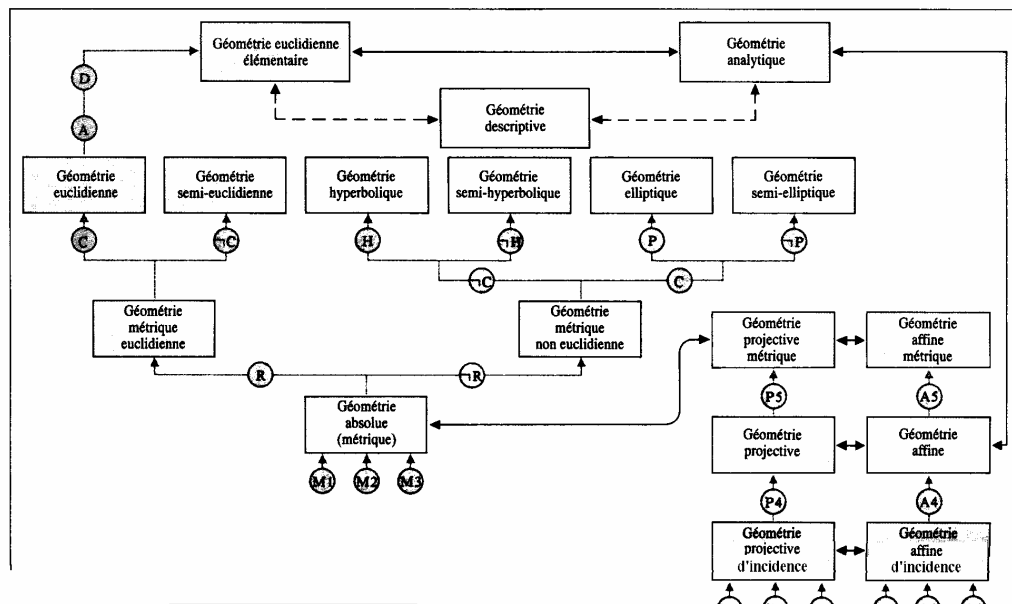 Géométrie euclidienne
élémentaire
Géométrie
analytique
D
Géométrie
descriptive
A
Géométrie
euclidienne
Géométrie
semi-euclidienne
Géométrie
hyperbolique
Géométrie
semi-hyperbolique
Géométrie
elliptique
Géométrie
semi-elliptique
C
¬C
H
¬H
P
¬P
¬C
C
Géométrie
métrique
euclidienne
Géométrie
métrique
non euclidienne
Géométrie
projective
métrique
Géométrie
affine
métrique
R
¬R
P5
A5
Géométrie
absolue
(métrique)
Géométrie
projective
Géométrie
affine
M1
M2
M3
P4
A4
Géométrie
projective
d'incidence
Géométrie
affine
d'incidence